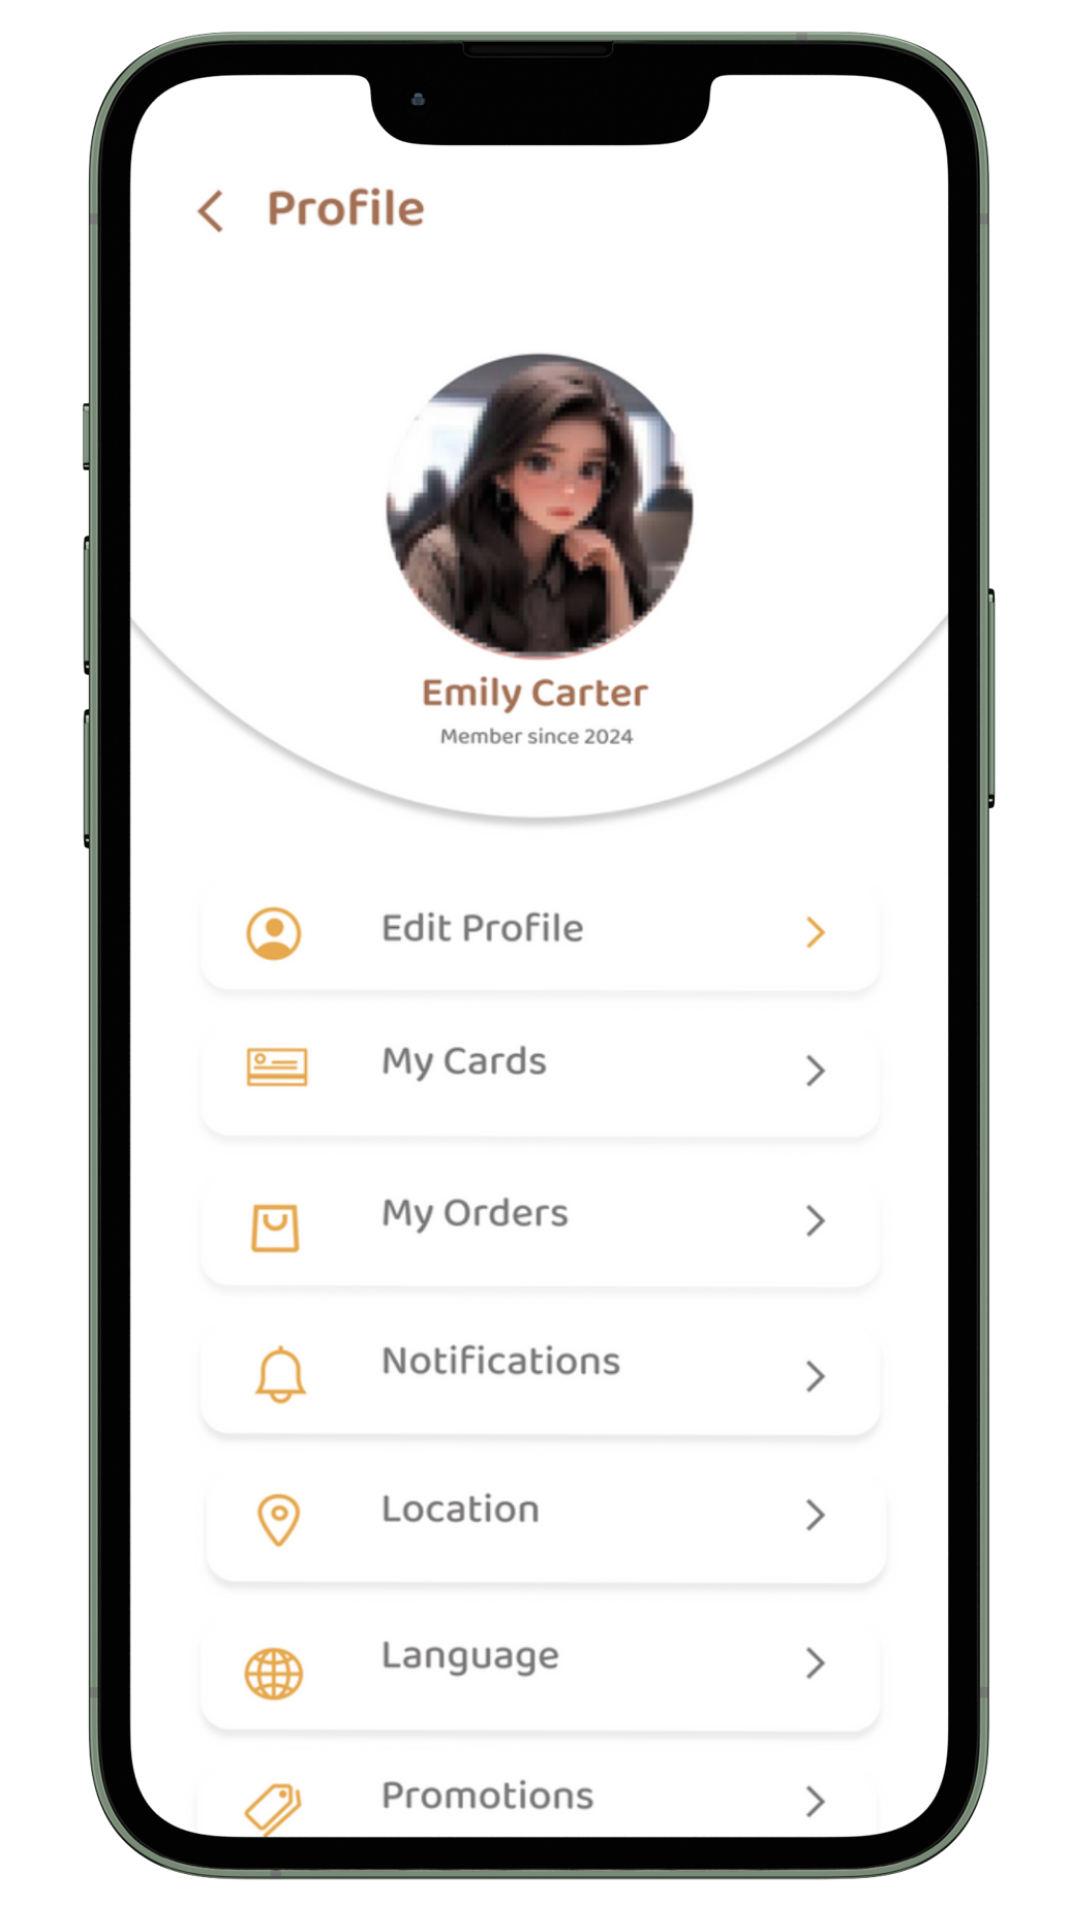 Profile
Emily Carter
Member since 2024
Edit Profile
My Cards
My Orders
Notifications
Location
Language
Promotions